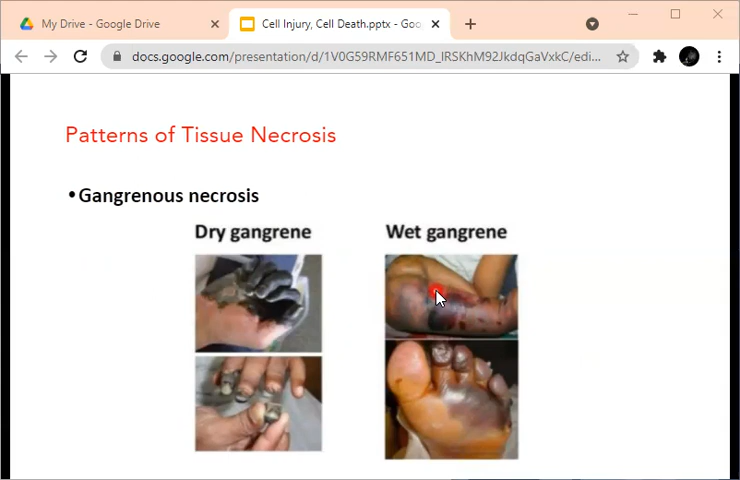 My Drive - Google Drive
Cell Injury, Cell Death.pptx - Goo
docs.google.com/presentation/d/1V0G59RMF651MD_lRSKhM92JkdqGaVxkC/edi...
Patterns of Tissue Necrosis
•Gangrenous necrosis
Dry gangrene Wet gangrene